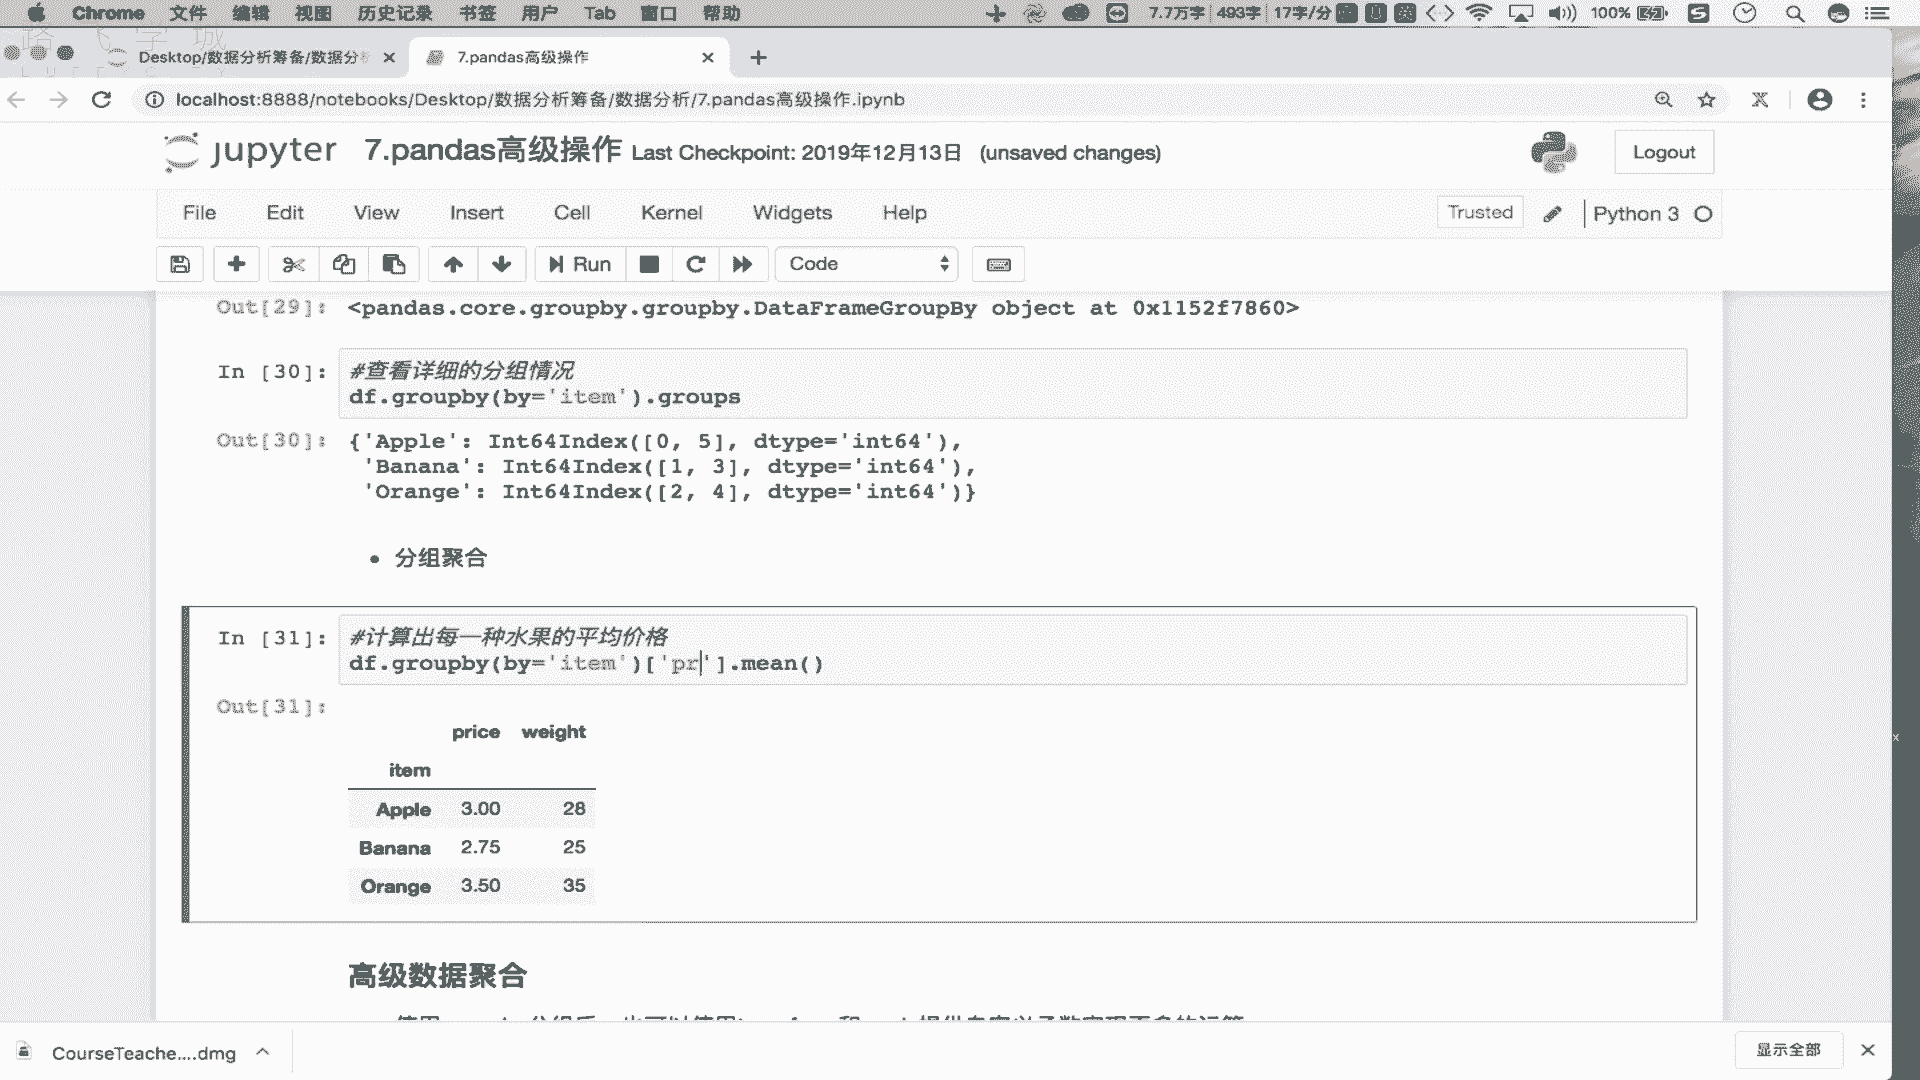 Chrome 文件 编辑 视图 历史记录 书签 用户 Tab 窗口 帮助 7.7万字 493字 17字/分 100%
Desktop/数据分析筹备/数据分 7.pandas高级操作
localhost:8888/notebooks/Desktop/数据分析筹备/数据分析/7.pandas高级操作.ipynb
jupyter 7.pandas高级操作 Last Checkpoint: 2019年12月13日 (unsaved changes) Logout
File Edit View Insert Cell Kernel Widgets Help Trusted Python 3
Run Code
Out[29]: <pandas.core.groupby.groupby.DataFrameGroupBy object at 0x1152f7860>
In [30]: #查看详细的分组情况
df.groupby(by='item').groups
Out[30]: {'Apple': Int64Index([0, 5], dtype='int64'),
'Banana': Int64Index([1, 3], dtype='int64'),
'Orange': Int64Index([2, 4], dtype='int64')}
• 分组聚合
In [31]: #计算出每一种水果的平均价格
df.groupby(by='item')['pr'].mean()
Out[31]:
price weight
item
Apple 3.00 28
Banana 2.75 25
Orange 3.50 35
高级数据聚合
CourseTeache....dmg 显示全部